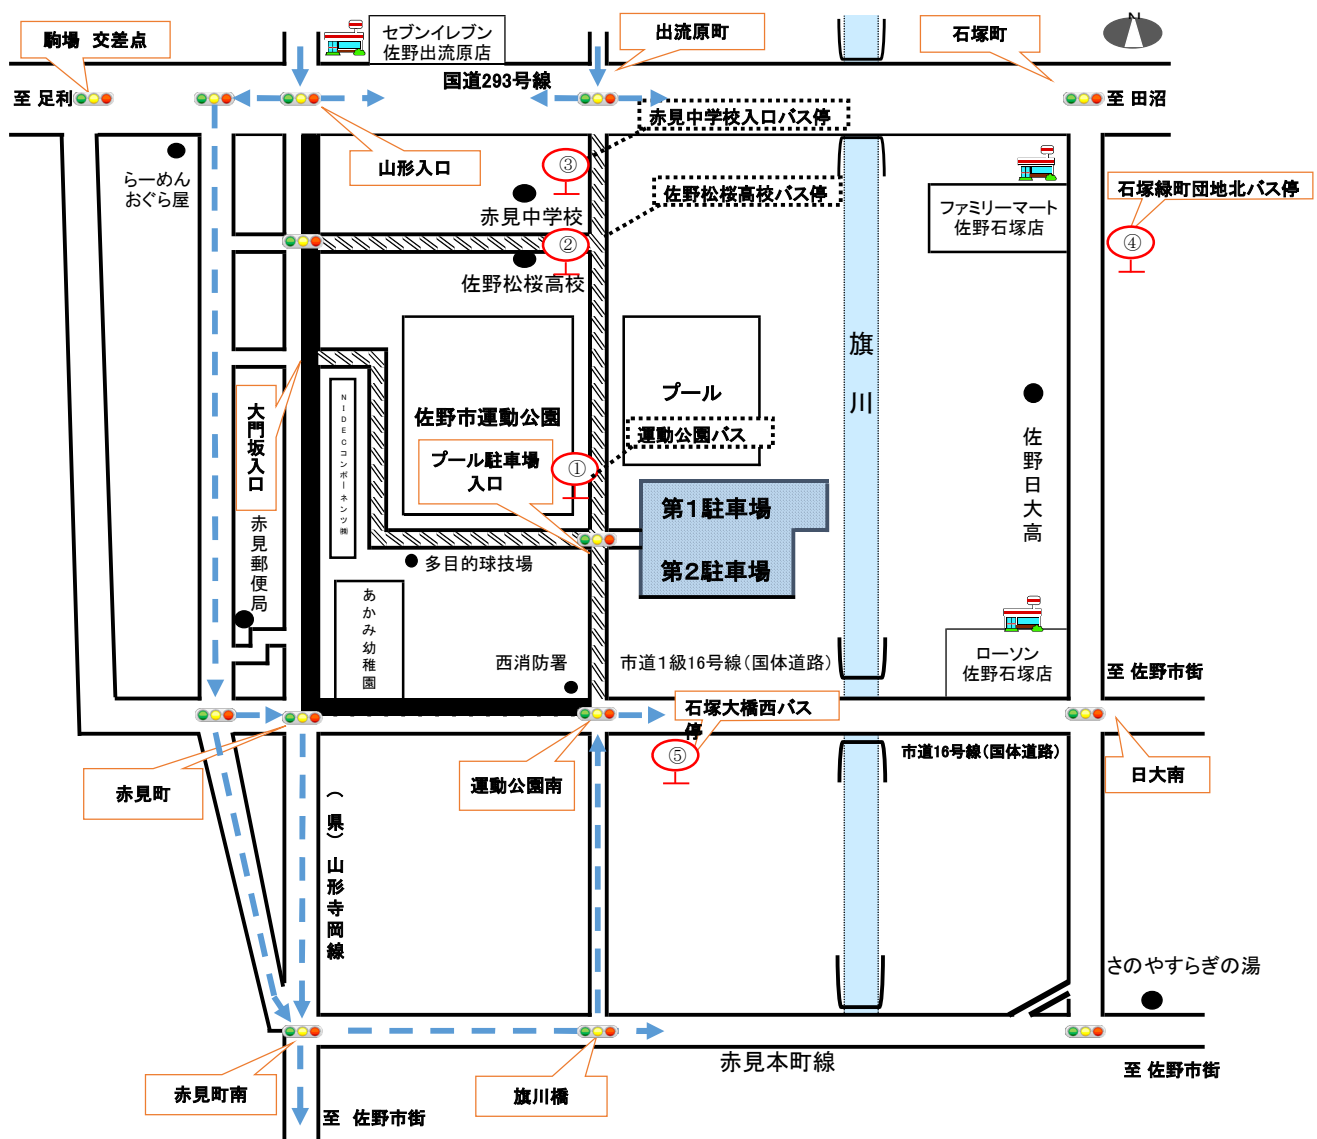 N
駒場 交差点
セブンイレブン
佐野出流原店
出流原町
石塚町
国道293号線
至 足利
至 田沼
赤見中学校入口バス停
山形入口
らーめん
おぐら屋
③
赤見中学校
佐野松桜高校バス停
ファミリーマート
佐野石塚店
石塚緑町団地北バス停
④
②
佐野松桜高校
旗川
プール
佐野市運動公園
運動公園バス
大門坂入口
NIDECコンポーネンツ㈱
プール駐車場
入口
①
佐野日大高
第1駐車場
第2駐車場
赤見郵便局
多目的球技場
あかみ幼稚園
西消防署
市道1級16号線(国体道路)
ローソン
佐野石塚店
至 佐野市街
石塚大橋西バス
停
⑤
市道16号線(国体道路)
赤見町
運動公園南
日大南
(県)山形寺岡線
さのやすらぎの湯
赤見本町線
赤見町南
旗川橋
至 佐野市街
至 佐野市街